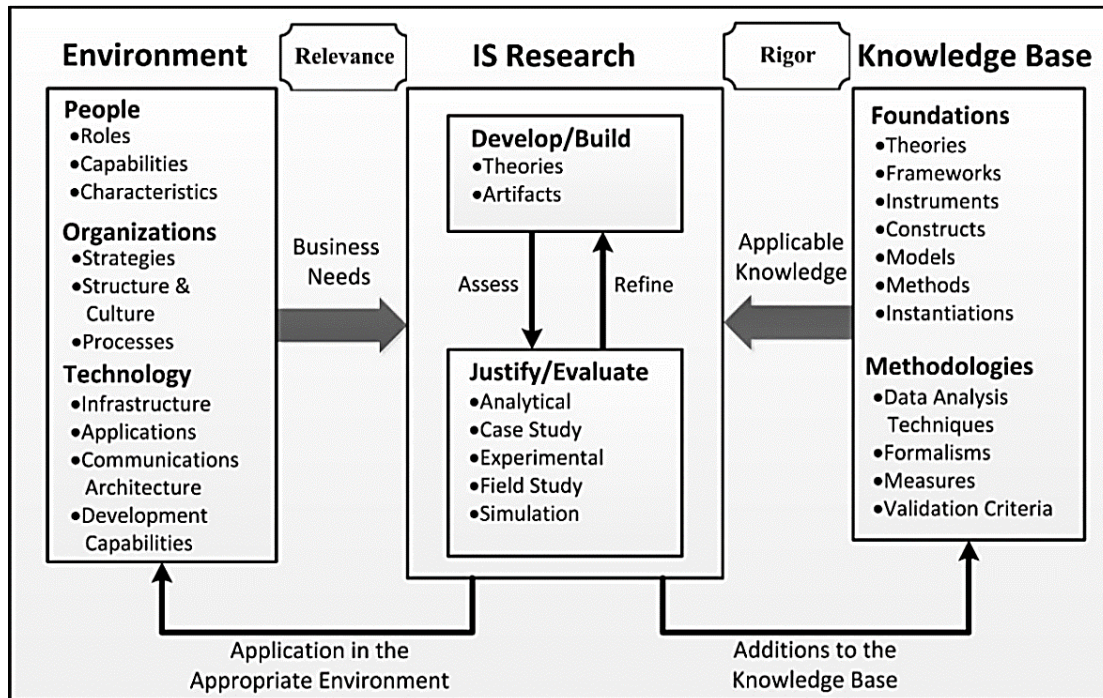 Environment
Relevance
IS Research
Rigor
Knowledge Base
People
•Roles
•Capabilities
•Characteristics
Organizations
•Strategies
•Structure &
Culture
•Processes
Technology
•Infrastructure
•Applications
•Communications
Architecture
•Development
Capabilities
Business
Needs
Develop/Build
•Theories
•Artifacts
Assess
Refine
Justify/Evaluate
•Analytical
•Case Study
•Experimental
•Field Study
•Simulation
Applicable
Knowledge
Foundations
•Theories
•Frameworks
•Instruments
•Constructs
•Models
•Methods
•Instantiations
Methodologies
•Data Analysis
Techniques
•Formalisms
•Measures
•Validation Criteria
Application in the
Appropriate Environment
Additions to the
Knowledge Base